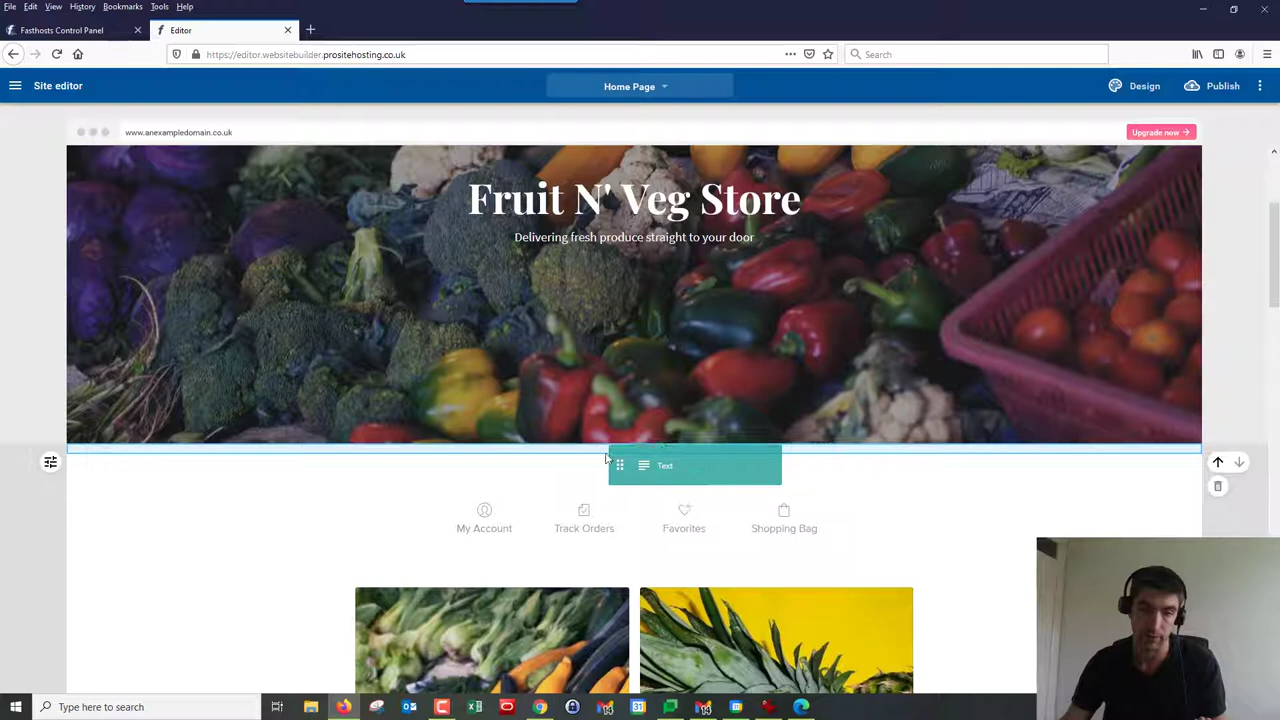 File Edit View History Bookmarks Tools Help
Fasthosts Control Panel
Editor
https://editor.websitebuilder.prositehosting.co.uk
Search
Site editor
Home Page
Design
Publish
www.anexampledomain.co.uk
Upgrade now →
Fruit N' Veg Store
Delivering fresh produce straight to your door
Text
My Account Track Orders Favorites Shopping Bag
Type here to search